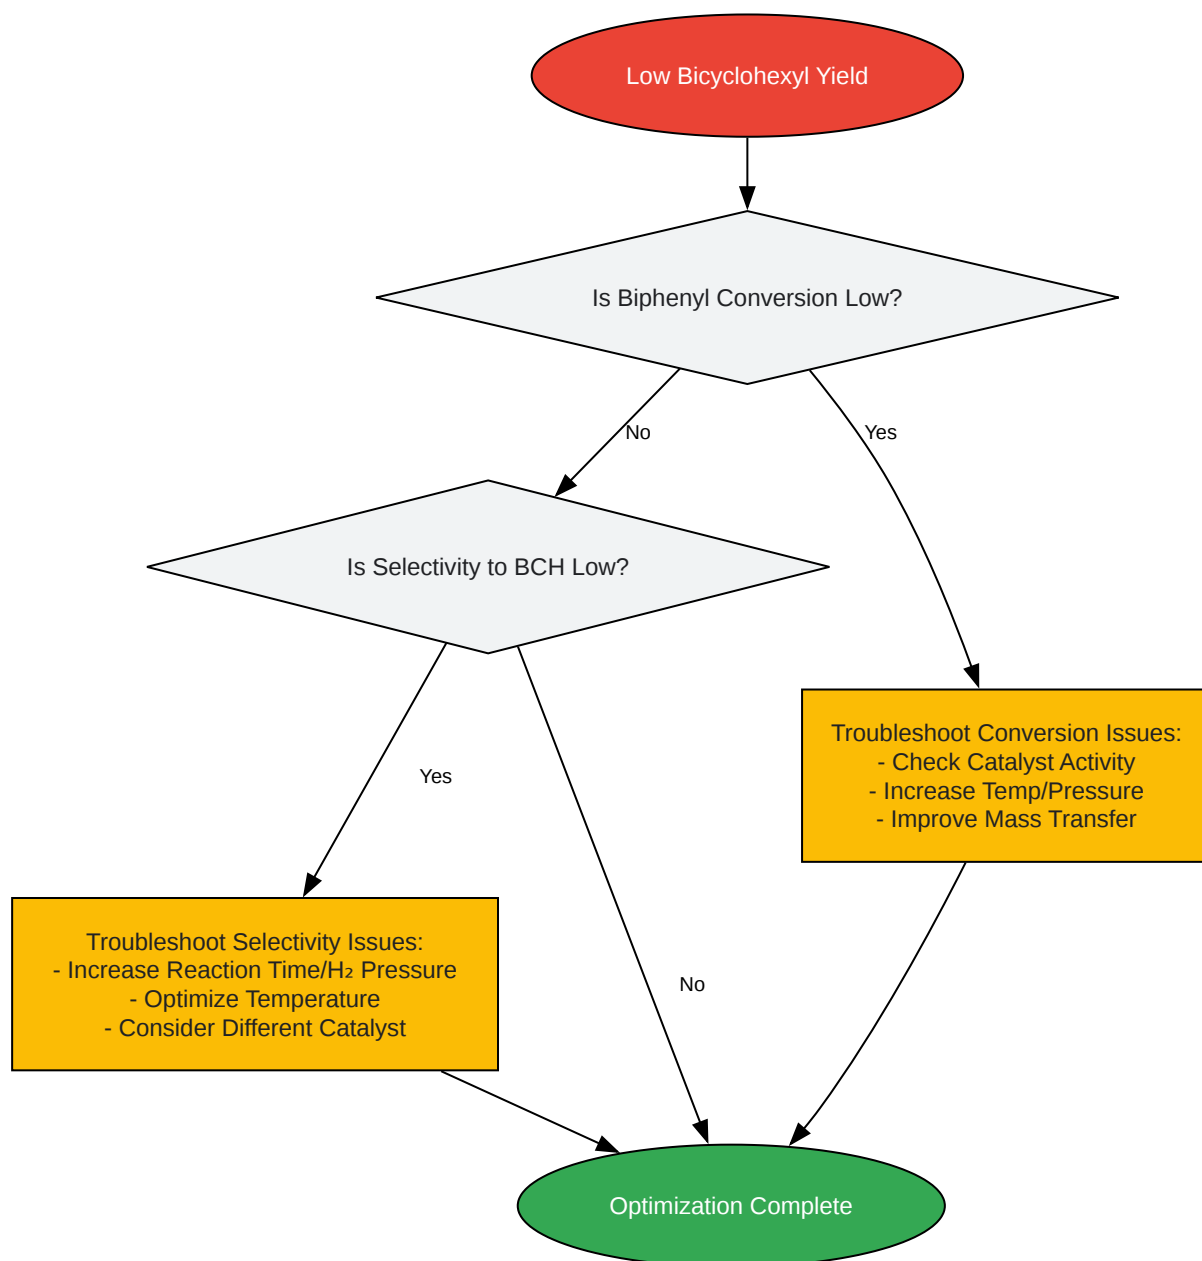 Low Bicyclohexyl Yield
Is Biphenyl Conversion Low?
No
Yes
Is Selectivity to BCH Low?
Troubleshoot Conversion Issues:
- Check Catalyst Activity
- Increase Temp/Pressure
- Improve Mass Transfer
Yes
Troubleshoot Selectivity Issues:
- Increase Reaction Time/H₂ Pressure
- Optimize Temperature
- Consider Different Catalyst
No
Optimization Complete